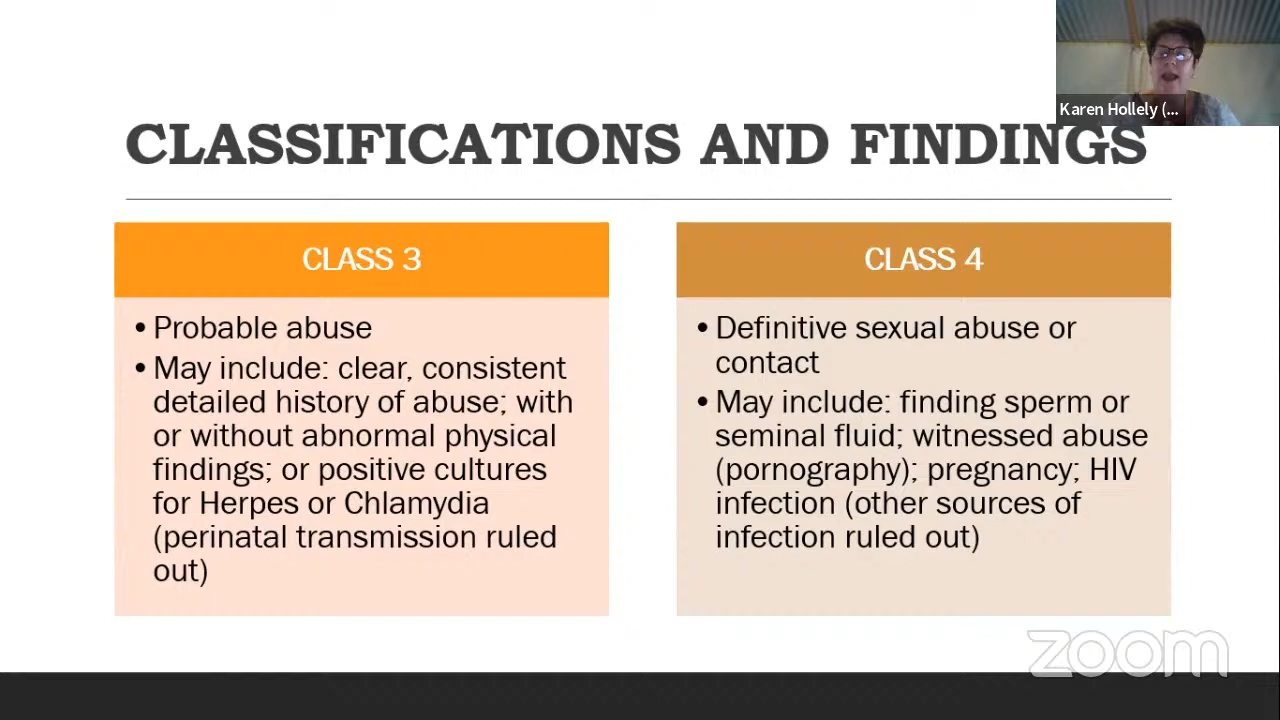 Karen Hollely (...
CLASSIFICATIONS AND FINDINGS
CLASS 3
• Probable abuse
• May include: clear, consistent
detailed history of abuse; with
or without abnormal physical
findings; or positive cultures
for Herpes or Chlamydia
(perinatal transmission ruled
out)
CLASS 4
• Definitive sexual abuse or
contact
• May include: finding sperm or
seminal fluid; witnessed abuse
(pornography); pregnancy; HIV
infection (other sources of
infection ruled out)
zoom